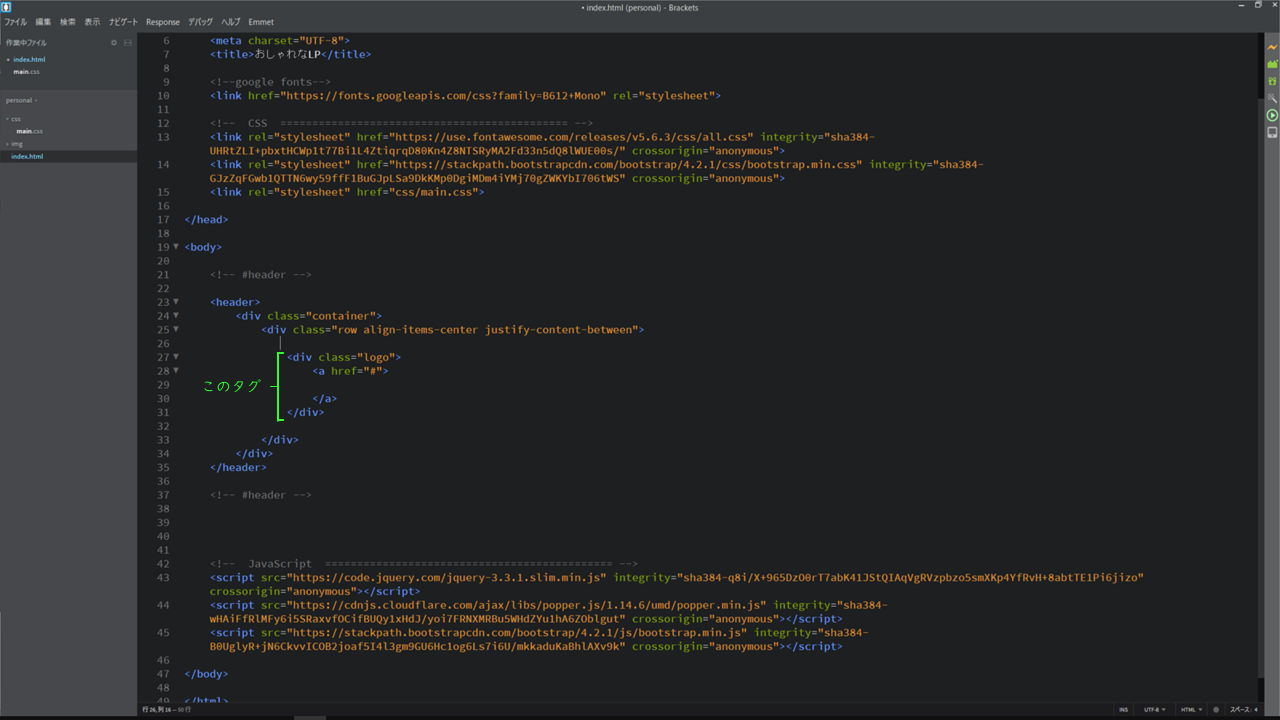 • index.html (personal) - Brackets
ファイル 編集 検索 表示 ナビゲート Response デバッグ ヘルプ Emmet
作業中ファイル
• index.html
main.css
personal
css
main.css
img
index.html
6 <meta charset="UTF-8">
7 <title>おしゃれなLP</title>
8
9 <!--google fonts-->
10 <link href="https://fonts.googleapis.com/css?family=B612+Mono" rel="stylesheet">
11
12 <!-- CSS ============================================= -->
13 <link rel="stylesheet" href="https://use.fontawesome.com/releases/v5.6.3/css/all.css" integrity="sha384-
UHRtZLI+pbxtHCWp1t77Bi1L4ZtiqrqD80Kn4Z8NTSRyMA2Fd33n5dQ8lWUE00s/" crossorigin="anonymous">
14 <link rel="stylesheet" href="https://stackpath.bootstrapcdn.com/bootstrap/4.2.1/css/bootstrap.min.css" integrity="sha384-
GJzZqFGwb1QTTN6wy59ffF1BuGJpLSa9DkKMp0DgiMDm4iYMj70gZWKYbI706tWS" crossorigin="anonymous">
15 <link rel="stylesheet" href="css/main.css">
16
17 </head>
18
19 <body>
20
21 <!-- #header -->
22
23 <header>
24 <div class="container">
25 <div class="row align-items-center justify-content-between">
26
27 <div class="logo">
28 <a href="#">
29
このタグ
30 </a>
31 </div>
32
33 </div>
34 </div>
35 </header>
36
37 <!-- #header -->
38
39
40
41
42 <!-- JavaScript ============================================= -->
43 <script src="https://code.jquery.com/jquery-3.3.1.slim.min.js" integrity="sha384-q8i/X+965DzO0rT7abK41JStQIAqVgRVzpbzo5smXKp4YfRvH+8abtTE1Pi6jizo"
crossorigin="anonymous"></script>
44 <script src="https://cdnjs.cloudflare.com/ajax/libs/popper.js/1.14.6/umd/popper.min.js" integrity="sha384-
wHAiFfRlMFy6i5SRaxvfOCifBUQy1xHdJ/yoi7FRNXMRBu5WHdZYu1hA6ZOblgut" crossorigin="anonymous"></script>
45 <script src="https://stackpath.bootstrapcdn.com/bootstrap/4.2.1/js/bootstrap.min.js" integrity="sha384-
B0UglyR+jN6CkvvICOB2joaf5I4l3gm9GU6Hc1og6Ls7i6U/mkkaduKaBhlAXv9k" crossorigin="anonymous"></script>
46
47 </body>
48
49 </html>
行 26, 列 16 — 50 行
INS UTF-8 HTML スペース: 4